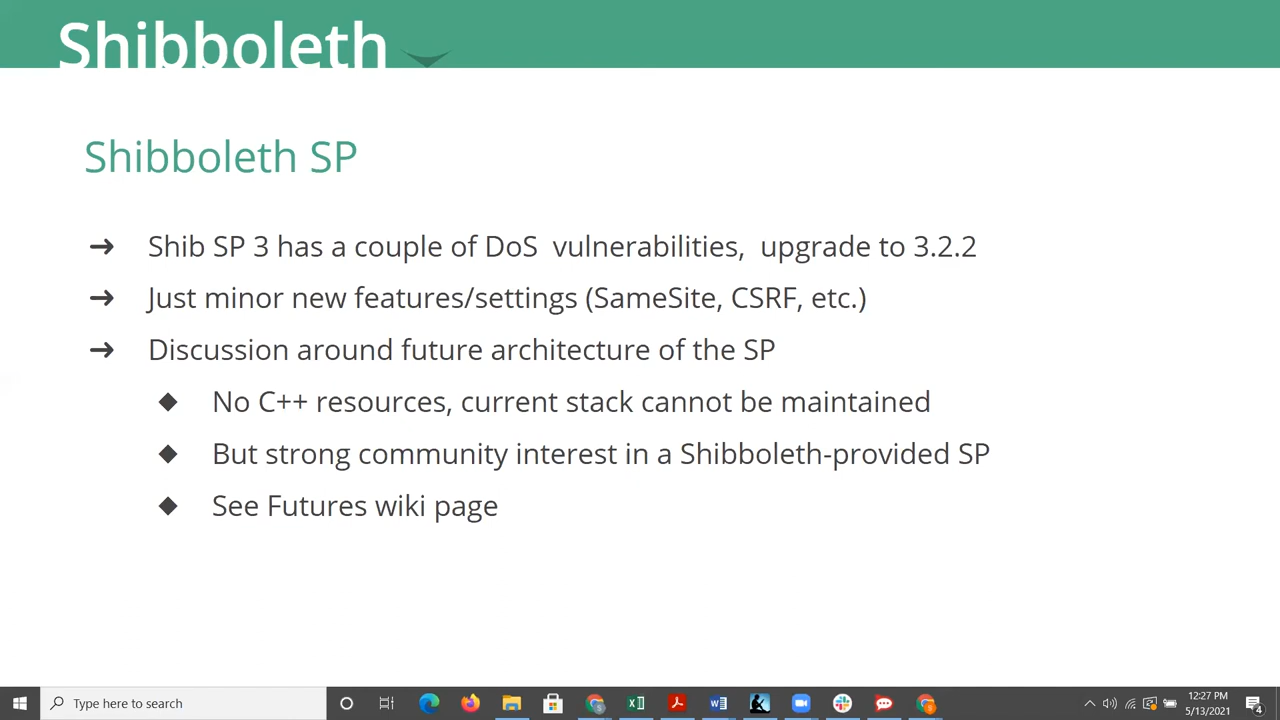 Shibboleth
Shibboleth SP
➔ Shib SP 3 has a couple of DoS  vulnerabilities,  upgrade to 3.2.2
➔ Just minor new features/settings (SameSite, CSRF, etc.)
➔ Discussion around future architecture of the SP
◆ No C++ resources, current stack cannot be maintained
◆ But strong community interest in a Shibboleth-provided SP
◆ See Futures wiki page
Type here to search
12:27 PM
5/13/2021
4